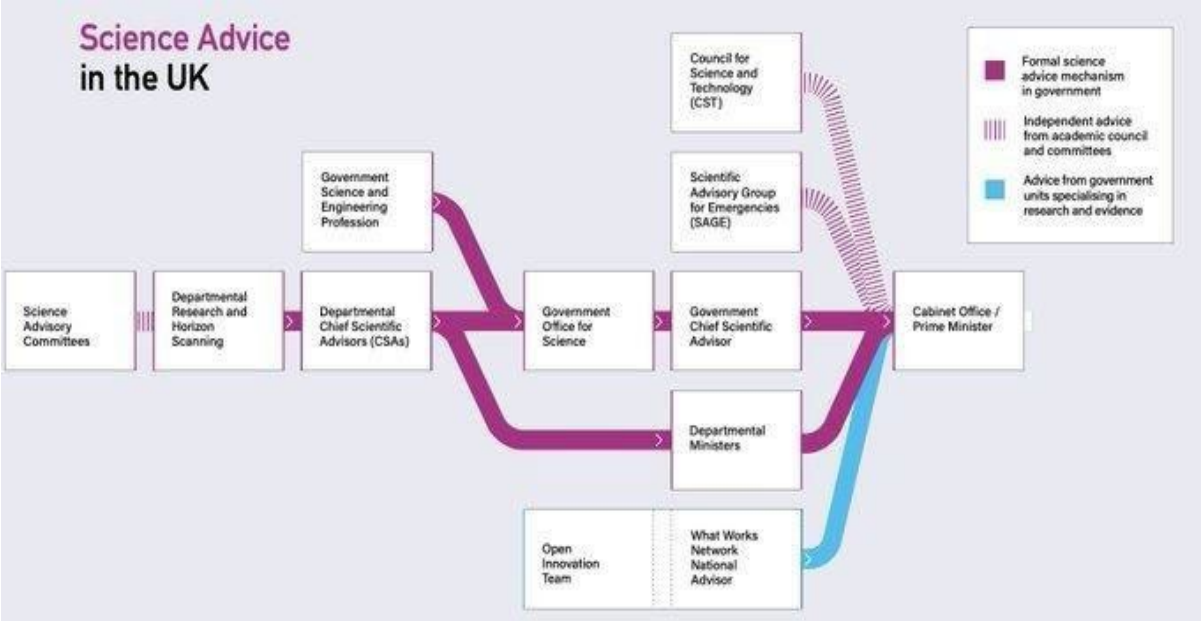 Science Advice
in the UK
Council for
Science and
Technology
(CST)
Formal science
advice mechanism
in government
Independent advice
from academic council
and committees
Advice from government
units specialising in
research and evidence
Government
Science and
Engineering
Profession
Scientific
Advisory Group
for Emergencies
(SAGE)
Science
Advisory
Committees
Departmental
Research and
Horizon
Scanning
Departmental
Chief Scientific
Advisors (CSAs)
Government
Office for
Science
Government
Chief Scientific
Advisor
Cabinet Office /
Prime Minister
Departmental
Ministers
Open
Innovation
Team
What Works
Network
National
Advisor